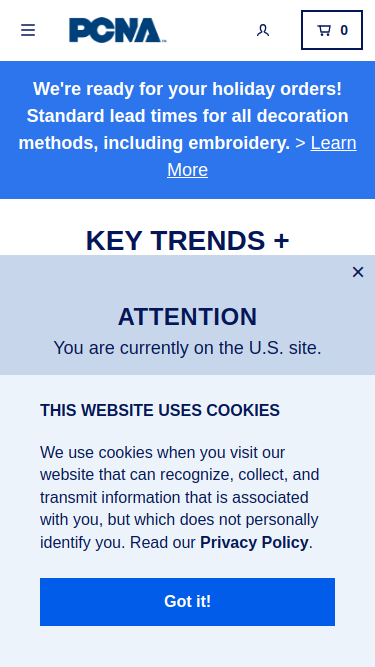 PCNA
0
We're ready for your holiday orders!
Standard lead times for all decoration
methods, including embroidery. > Learn
More
KEY TRENDS +
×
ATTENTION
You are currently on the U.S. site.
THIS WEBSITE USES COOKIES
We use cookies when you visit our
website that can recognize, collect, and
transmit information that is associated
with you, but which does not personally
identify you. Read our Privacy Policy.
Got it!